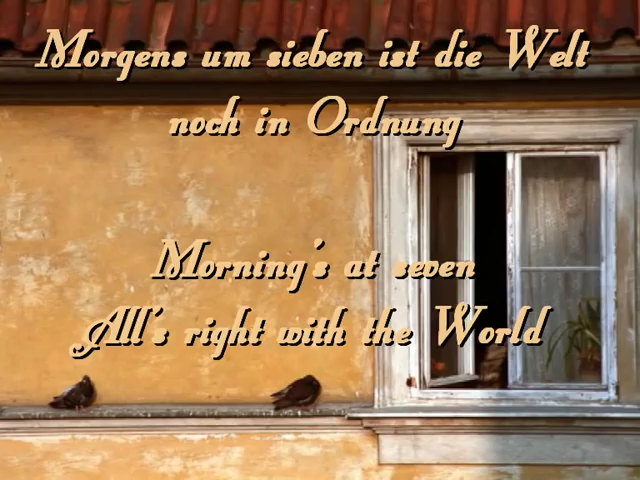 Morgens um sieben ist die Welt
noch in Ordnung
Morning's at seven
All's right with the World